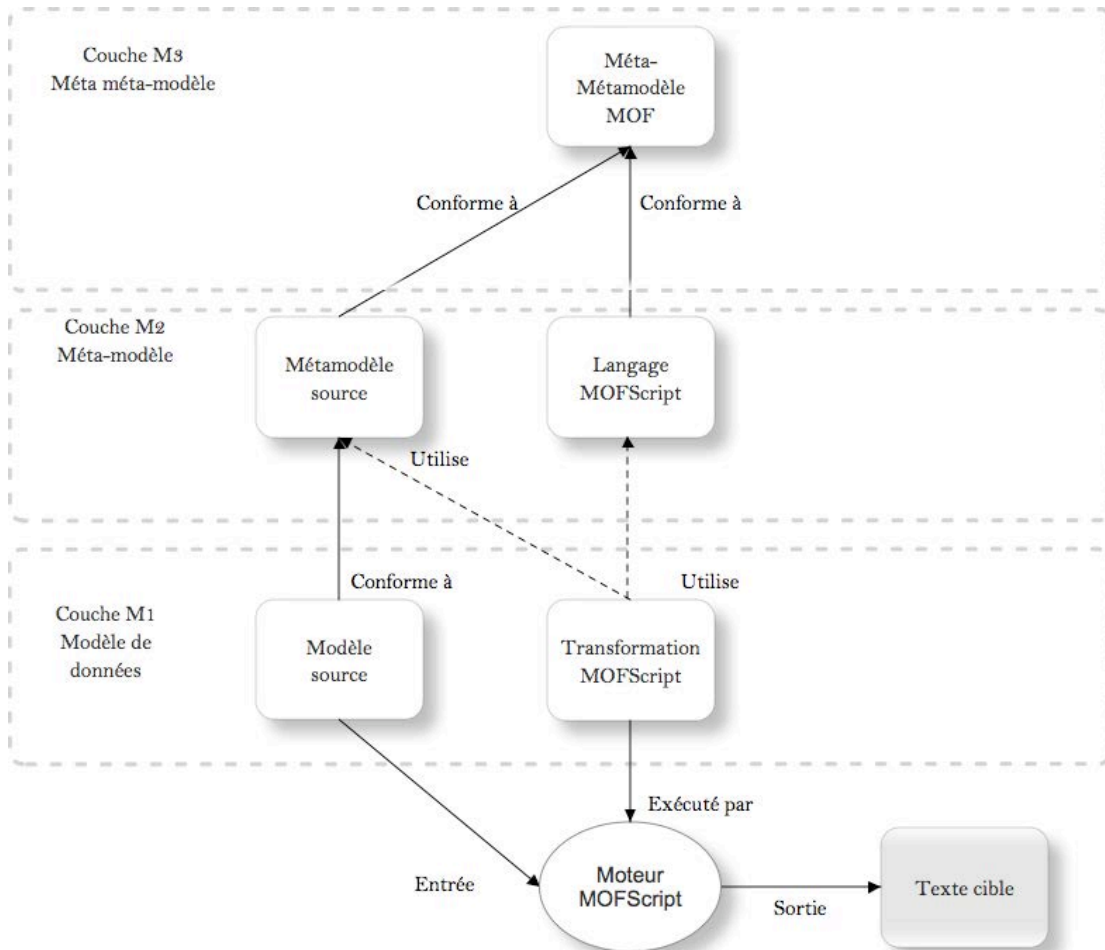 Couche M3
Méta méta-modèle
Méta-
Métamodèle
MOF
Conforme à
Conforme à
Couche M2
Méta-modèle
Métamodèle
source
Langage
MOFScript
Utilise
Conforme à
Utilise
Couche M1
Modèle de
données
Modèle
source
Transformation
MOFScript
Exécuté par
Entrée
Moteur
MOFScript
Sortie
Texte cible